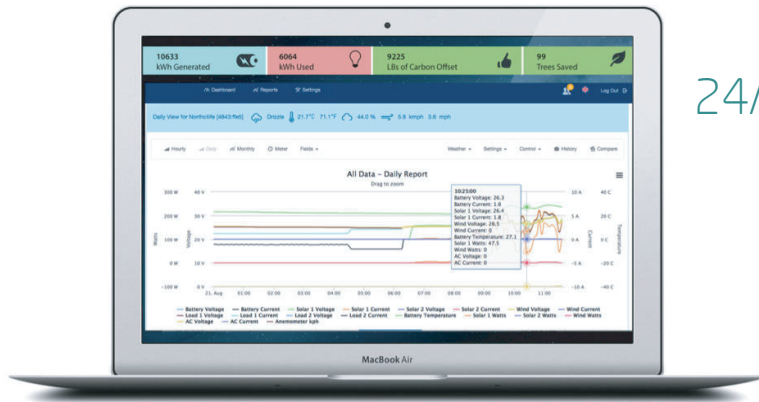 10633
kWh Generated
6064
kWh Used
9225
LBs of Carbon Offset
99
Trees Saved
24/
Dashboard Reports Settings Log Out
Daily View for Northcliffe Drizzle 21.7°C 71.1°F 44.0 % 5.8 kmph 3.6 mph
Hourly Daily Monthly Meter Fields Weather Settings Control History Compare
All Data - Daily Report
Drag to zoom
300 W 40 V 10 A 40 C
200 W 30 V 5 A 20 C
100 W 20 V 0 A 0 C
0 W 10 V -5 A -20 C
-100 W 0 V -10 A -40 C
Watts
Voltage
Current
Temperature
10:25:00
Battery Voltage: 26.3
Battery Current: 1.8
Solar 1 Voltage: 26.4
Solar 1 Current: 1.8
Wind Voltage: 26.5
Wind Current: 0
Battery Temperature: 27.1
Solar 1 Watts: 47.5
Wind Watts: 0
AC Voltage: 0
AC Current: 0
21. Aug 01:00 02:00 03:00 04:00 05:00 06:00 07:00 08:00 09:00 10:00 11:00
Battery Voltage Battery Current Solar 1 Voltage Solar 1 Current Solar 2 Voltage Solar 2 Current Wind Voltage Wind Current
Load 1 Voltage Load 1 Current Load 2 Voltage Load 2 Current Battery Temperature Solar 1 Watts Solar 2 Watts Wind Watts
AC Voltage AC Current Anemometer kph
MacBook Air